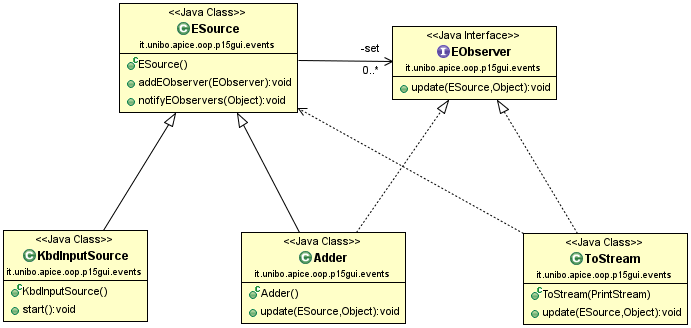 <<Java Class>>
ESource
it.unibo.apice.oop.p15gui.events
ESource()
addEObserver(EObserver):void
notifyEObservers(Object):void
-set
0..*
<<Java Interface>>
EObserver
it.unibo.apice.oop.p15gui.events
update(ESource,Object):void
<<Java Class>>
KbdInputSource
it.unibo.apice.oop.p15gui.events
KbdInputSource()
start():void
<<Java Class>>
Adder
it.unibo.apice.oop.p15gui.events
Adder()
update(ESource,Object):void
<<Java Class>>
ToStream
it.unibo.apice.oop.p15gui.events
ToStream(PrintStream)
update(ESource,Object):void